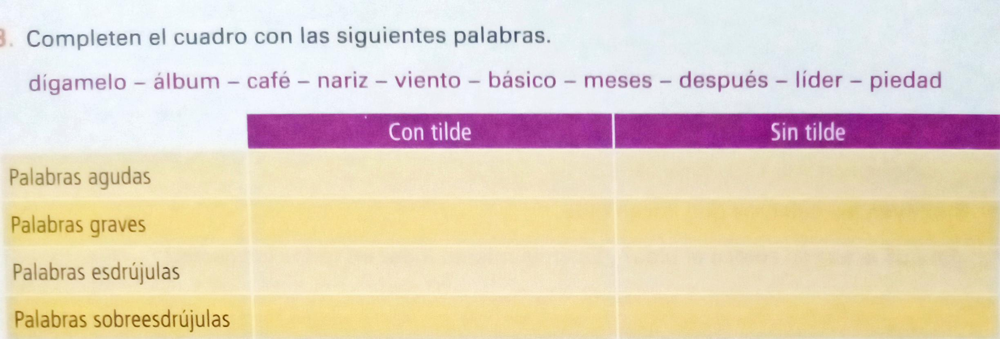 3. Completen el cuadro con las siguientes palabras.
dígamelo – álbum – café – nariz – viento – básico – meses – después – líder – piedad
Con tilde Sin tilde
Palabras agudas
Palabras graves
Palabras esdrújulas
Palabras sobreesdrújulas